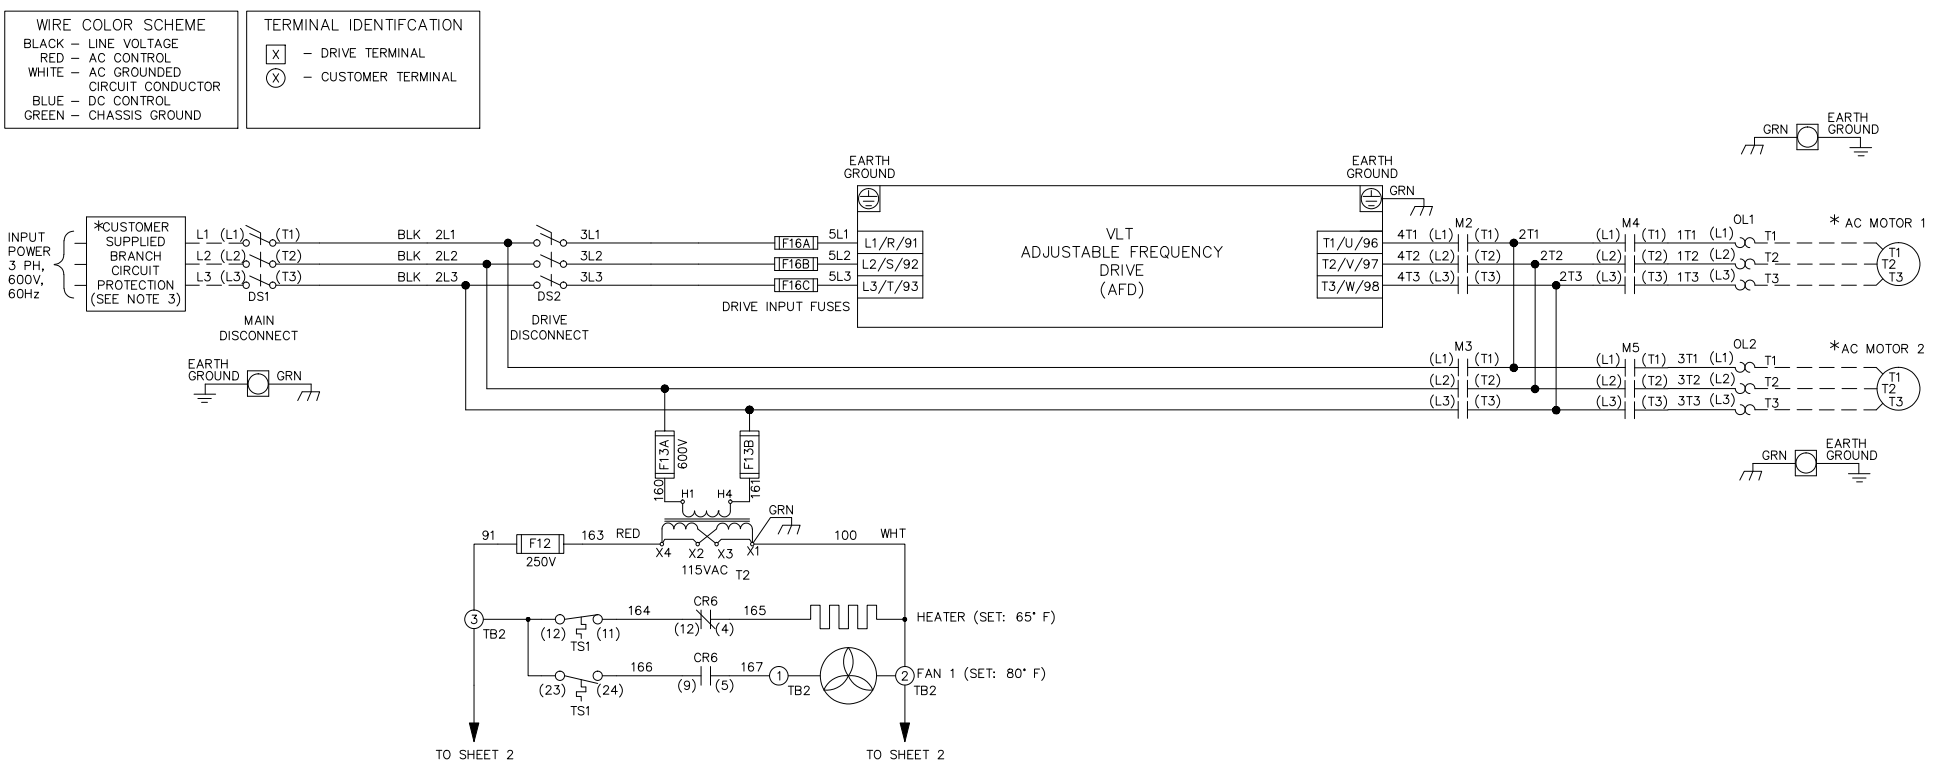 WIRE COLOR SCHEME
BLACK – LINE VOLTAGE
RED – AC CONTROL
WHITE – AC GROUNDED
CIRCUIT CONDUCTOR
BLUE – DC CONTROL
GREEN – CHASSIS GROUND
TERMINAL IDENTIFCATION
X – DRIVE TERMINAL
X – CUSTOMER TERMINAL
GRN
EARTH
GROUND
EARTH
GROUND
EARTH
GROUND
GRN
INPUT
POWER
3 PH,
600V,
60Hz
*CUSTOMER
SUPPLIED
BRANCH
CIRCUIT
PROTECTION
(SEE NOTE 3)
L1 (L1) (T1) BLK 2L1 3L1 F16A 5L1 L1/R/91
L2 (L2) (T2) BLK 2L2 3L2 F16B 5L2 L2/S/92
L3 (L3) (T3) BLK 2L3 3L3 F16C 5L3 L3/T/93
DS1
MAIN
DISCONNECT
DS2
DRIVE
DISCONNECT
DRIVE INPUT FUSES
VLT
ADJUSTABLE FREQUENCY
DRIVE
(AFD)
M2 M4 OL1 * AC MOTOR 1
T1/U/96 4T1 (L1) (T1) 2T1 (L1) (T1) 1T1 (L1) T1 T1
T2/V/97 4T2 (L2) (T2) 2T2 (L2) (T2) 1T2 (L2) T2 T2
T3/W/98 4T3 (L3) (T3) 2T3 (L3) (T3) 1T3 (L3) T3 T3
EARTH
GROUND GRN
M3 M5 OL2 *AC MOTOR 2
(L1) (T1) (L1) (T1) 3T1 (L1) T1 T1
(L2) (T2) (L2) (T2) 3T2 (L2) T2 T2
(L3) (T3) (L3) (T3) 3T3 (L3) T3 T3
GRN
EARTH
GROUND
F13A
600V
F13B
160
H1 H4
161
GRN
91 F12 163 RED
250V
X4 X2 X3 X1
100 WHT
115VAC T2
3
TB2
(12) (11)
TS1
164 CR6 165
(12) (4)
HEATER (SET: 65° F)
(23) (24)
TS1
166 CR6 167
(9) (5)
1
TB2
2
TB2
FAN 1 (SET: 80° F)
TO SHEET 2
TO SHEET 2